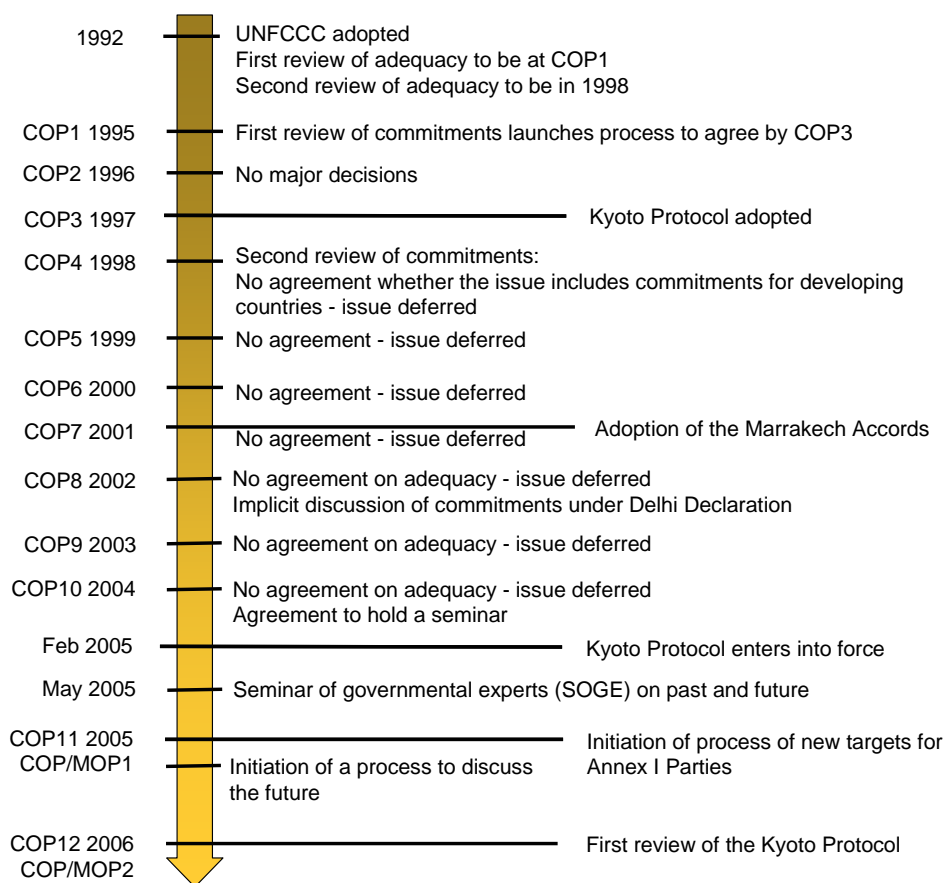 1992
UNFCCC adopted
First review of adequacy to be at COP1
Second review of adequacy to be in 1998
COP1 1995
First review of commitments launches process to agree by COP3
COP2 1996
No major decisions
COP3 1997
Kyoto Protocol adopted
COP4 1998
Second review of commitments:
No agreement whether the issue includes commitments for developing
countries - issue deferred
COP5 1999
No agreement - issue deferred
COP6 2000
No agreement - issue deferred
COP7 2001
No agreement - issue deferred
Adoption of the Marrakech Accords
COP8 2002
No agreement on adequacy - issue deferred
Implicit discussion of commitments under Delhi Declaration
COP9 2003
No agreement on adequacy - issue deferred
COP10 2004
No agreement on adequacy - issue deferred
Agreement to hold a seminar
Feb 2005
Kyoto Protocol enters into force
May 2005
Seminar of governmental experts (SOGE) on past and future
COP11 2005
COP/MOP1
Initiation of process of new targets for
Annex I Parties
Initiation of a process to discuss
the future
COP12 2006
COP/MOP2
First review of the Kyoto Protocol